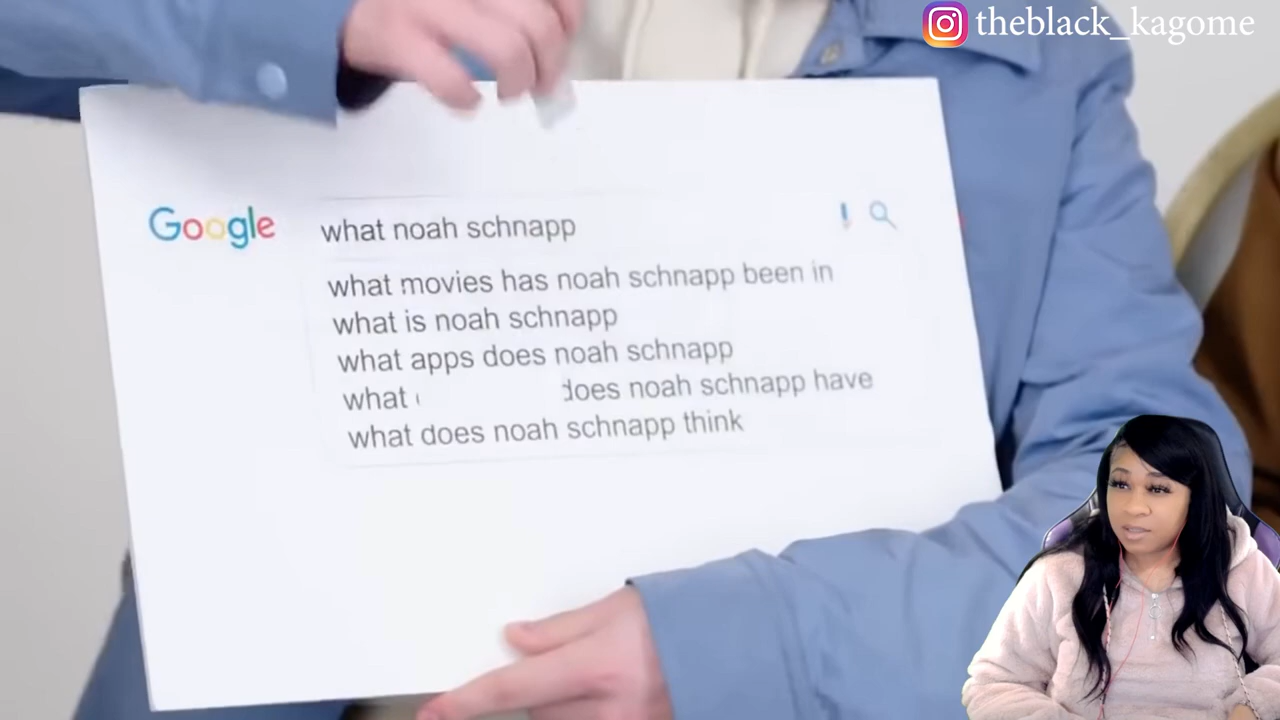 theblack_kagome
Google
what noah schnapp
what movies has noah schnapp been in
what is noah schnapp
what apps does noah schnapp
what does noah schnapp have
what does noah schnapp think